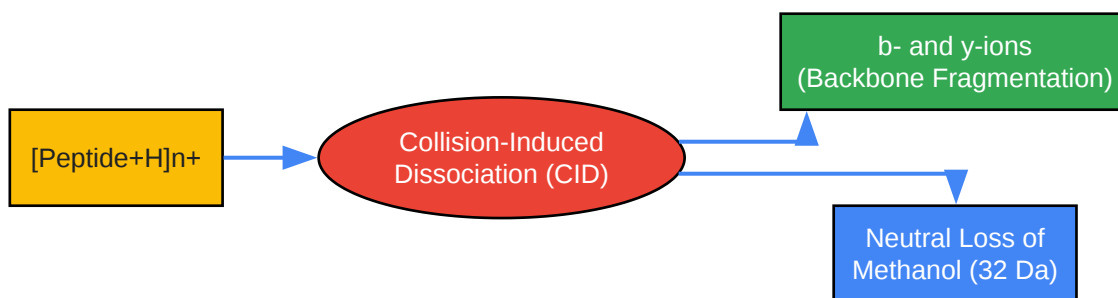 b- and y-ions
(Backbone Fragmentation)
[Peptide+H]n+
Collision-Induced
Dissociation (CID)
Neutral Loss of
Methanol (32 Da)